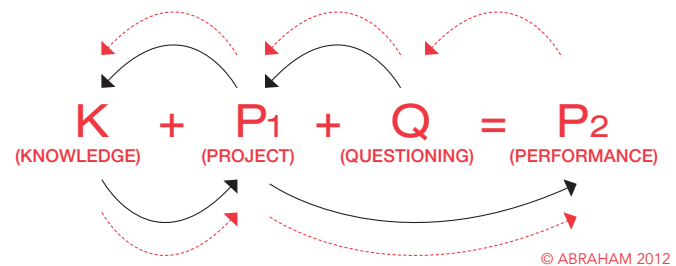 K + P1 + Q = P2
(KNOWLEDGE) (PROJECT) (QUESTIONING) (PERFORMANCE)
© ABRAHAM 2012